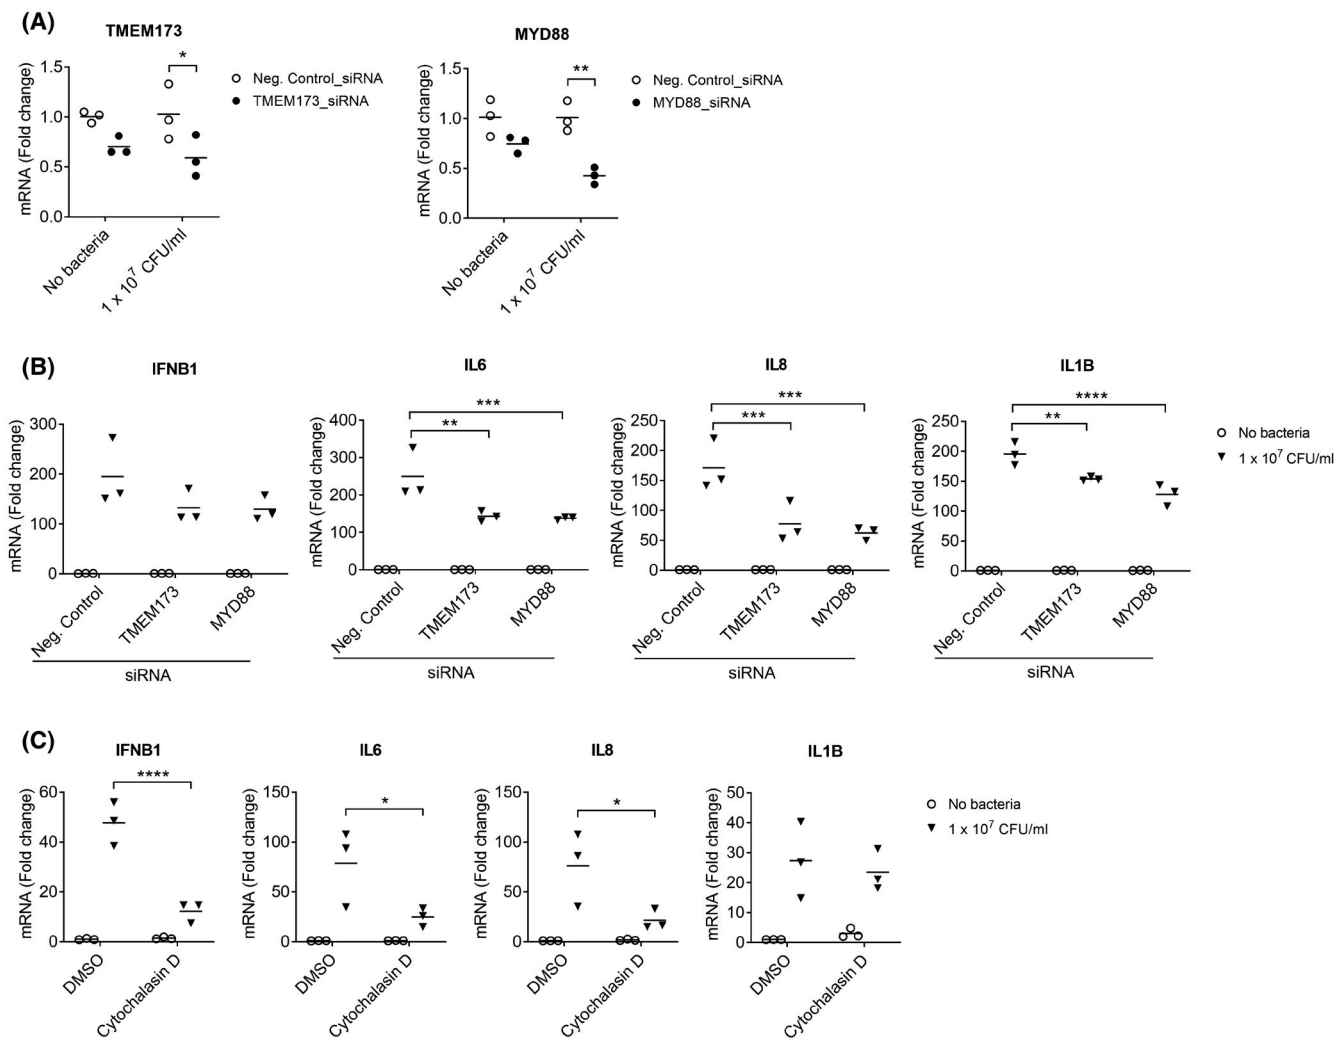 (A)
TMEM173
MYD88
*
**
Neg. Control_siRNA
TMEM173_siRNA
Neg. Control_siRNA
MYD88_siRNA
mRNA (Fold change)
1.5
1.0
0.5
0.0
No bacteria
1 x 10⁷ CFU/ml
mRNA (Fold change)
1.5
1.0
0.5
0.0
No bacteria
1 x 10⁷ CFU/ml
(B)
IFNB1
mRNA (Fold change)
300
200
100
0
Neg. Control
TMEM173
MYD88
siRNA
IL6
***
**
mRNA (Fold change)
400
300
200
100
0
Neg. Control
TMEM173
MYD88
siRNA
IL8
***
***
mRNA (Fold change)
250
200
150
100
50
0
Neg. Control
TMEM173
MYD88
siRNA
IL1B
****
**
mRNA (Fold change)
250
200
150
100
50
0
Neg. Control
TMEM173
MYD88
siRNA
No bacteria
1 x 10⁷ CFU/ml
(C)
IFNB1
****
mRNA (Fold change)
60
40
20
0
DMSO
Cytochalasin D
IL6
*
mRNA (Fold change)
150
100
50
0
DMSO
Cytochalasin D
IL8
*
mRNA (Fold change)
150
100
50
0
DMSO
Cytochalasin D
IL1B
mRNA (Fold change)
50
40
30
20
10
0
DMSO
Cytochalasin D
No bacteria
1 x 10⁷ CFU/ml